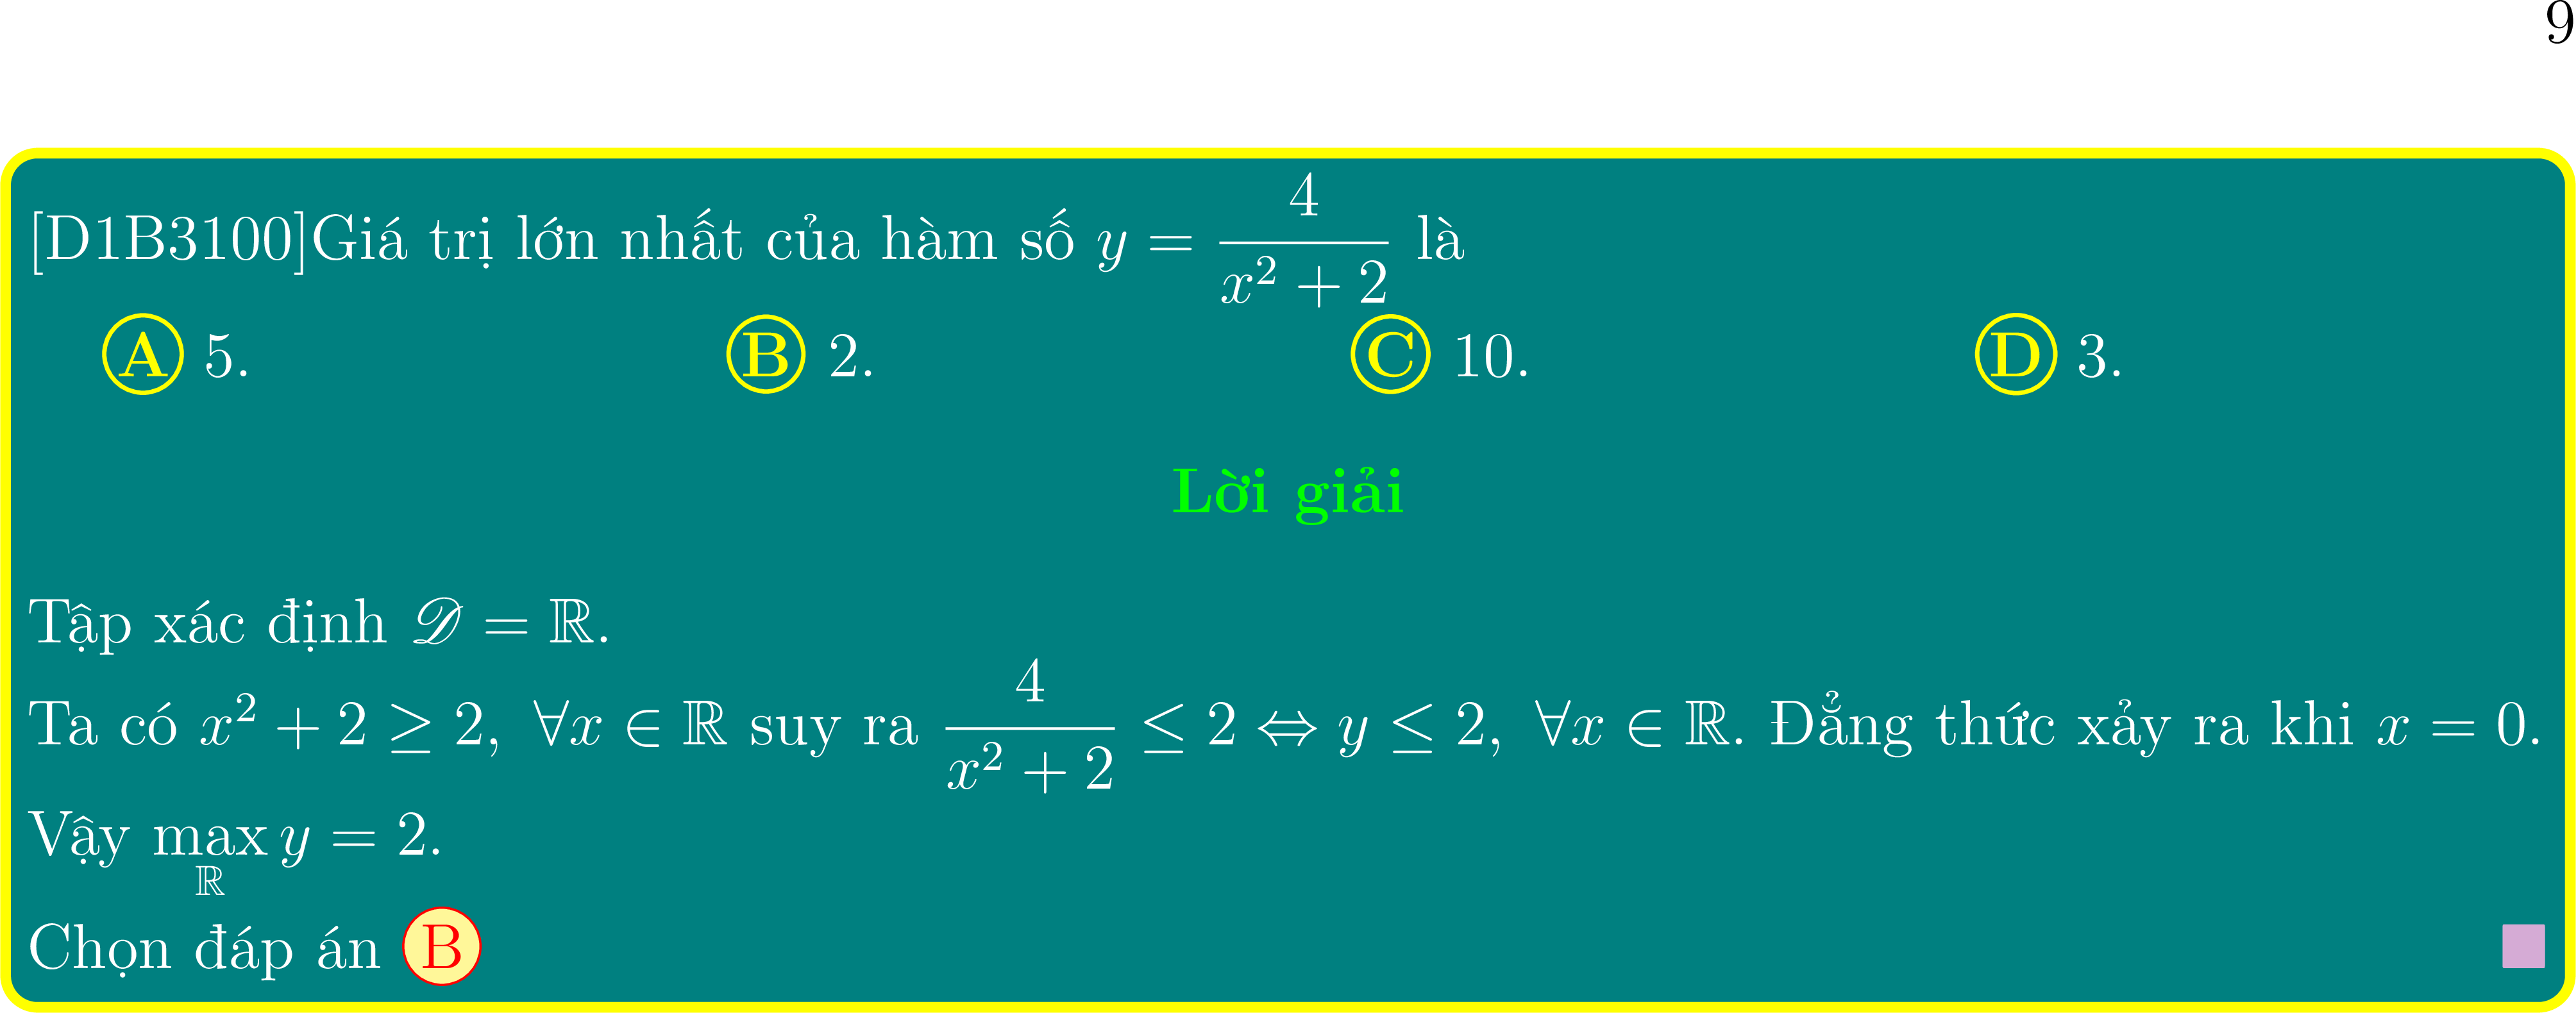 9
[D1B3100]Giá trị lớn nhất của hàm số $y = \dfrac{4}{x^2 + 2}$ là
A 5. B 2. C 10. D 3.
Lời giải
Tập xác định $\mathscr{D} = \mathbb{R}$.
Ta có $x^2 + 2 \geq 2, \ \forall x \in \mathbb{R}$ suy ra $\dfrac{4}{x^2 + 2} \leq 2 \Leftrightarrow y \leq 2, \ \forall x \in \mathbb{R}$. Đẳng thức xảy ra khi $x = 0$.
Vậy $\max\limits_{\mathbb{R}} y = 2$.
Chọn đáp án B